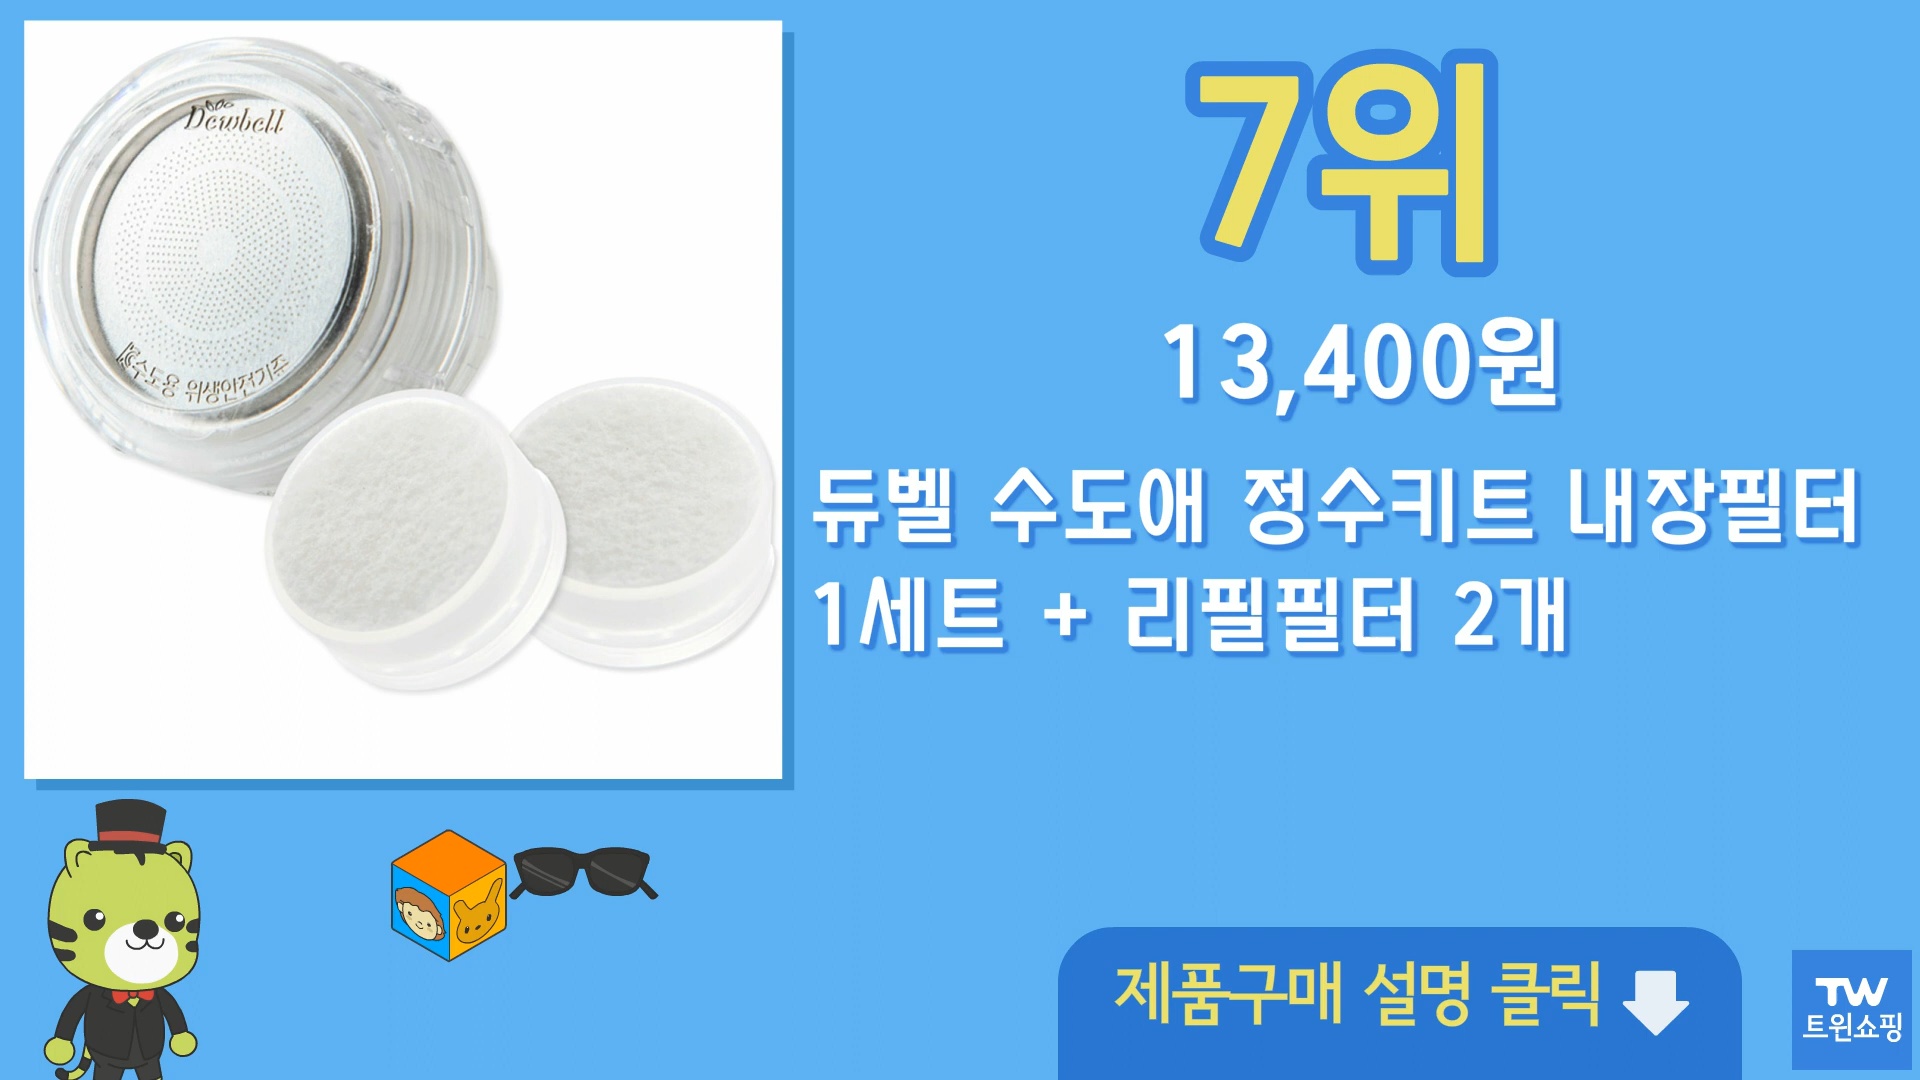 Dewbell
수도용 위생안전기준
7위
13,400원
듀벨 수도애 정수키트 내장필터
1세트 + 리필필터 2개
제품구매 설명 클릭
TW
트윈쇼핑